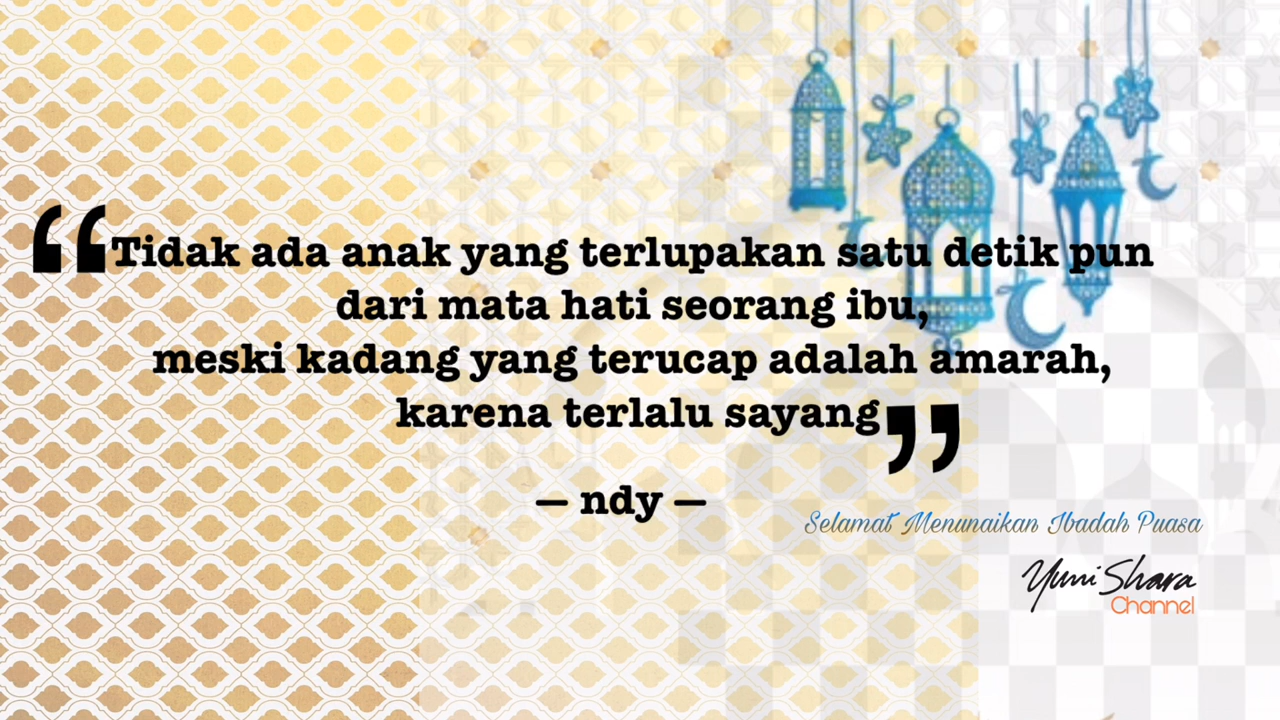 “Tidak ada anak yang terlupakan satu detik pun
dari mata hati seorang ibu,
meski kadang yang terucap adalah amarah,
karena terlalu sayang”
— ndy —
Selamat Menunaikan Ibadah Puasa
Yuni Shara
Channel